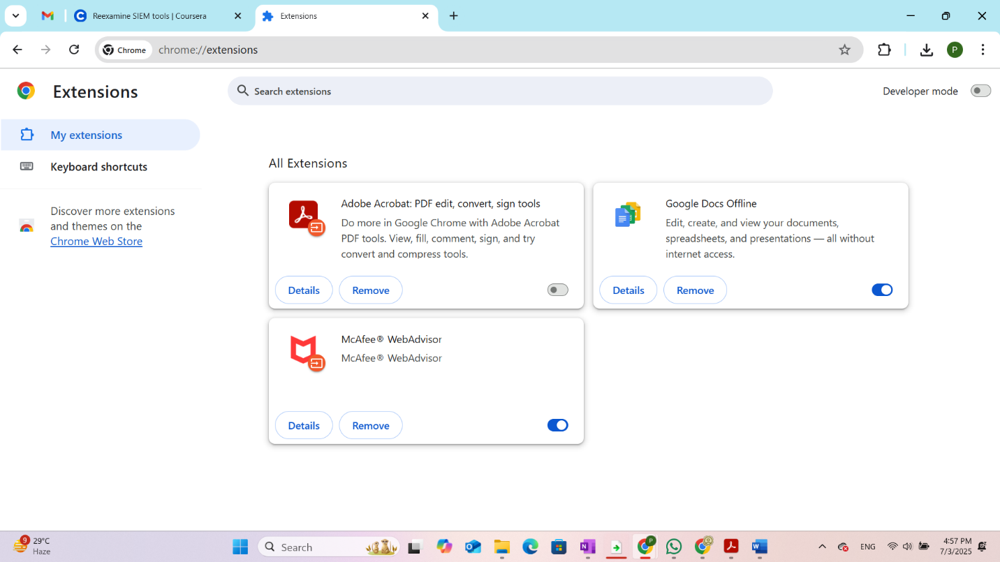 Reexamine SIEM tools | Coursera
Extensions
Chrome
chrome://extensions
P
Extensions
Search extensions
Developer mode
My extensions
Keyboard shortcuts
Discover more extensions
and themes on the
Chrome Web Store
All Extensions
Adobe Acrobat: PDF edit, convert, sign tools
Do more in Google Chrome with Adobe Acrobat
PDF tools. View, fill, comment, sign, and try
convert and compress tools.
Details
Remove
Google Docs Offline
Edit, create, and view your documents,
spreadsheets, and presentations — all without
internet access.
Details
Remove
McAfee® WebAdvisor
McAfee® WebAdvisor
Details
Remove
9
29°C
Haze
Search
N
P
W
ENG
4:57 PM
7/3/2025